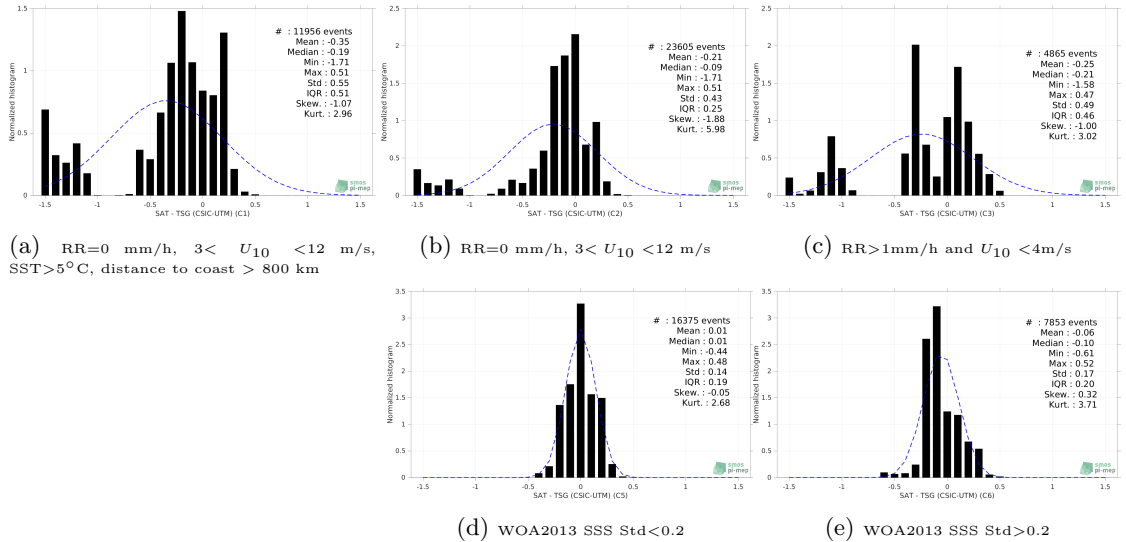 1.5
1
0.5
0
Normalized histogram
-1.5 -1 -0.5 0 0.5 1 1.5
SAT - TSG (CSIC-UTM) (C1)
# : 11956 events
Mean : -0.35
Median : -0.19
Min : -1.71
Max : 0.51
Std : 0.55
IQR : 0.51
Skew. : -1.07
Kurt. : 2.96
smos
pi-mep
2.5
2
1.5
1
0.5
0
Normalized histogram
-1.5 -1 -0.5 0 0.5 1 1.5
SAT - TSG (CSIC-UTM) (C2)
# : 23605 events
Mean : -0.21
Median : -0.09
Min : -1.71
Max : 0.51
Std : 0.43
IQR : 0.25
Skew. : -1.88
Kurt. : 5.98
smos
pi-mep
2.5
2
1.5
1
0.5
0
Normalized histogram
-1.5 -1 -0.5 0 0.5 1 1.5
SAT - TSG (CSIC-UTM) (C3)
# : 4865 events
Mean : -0.25
Median : -0.21
Min : -1.58
Max : 0.47
Std : 0.49
IQR : 0.46
Skew. : -1.00
Kurt. : 3.02
smos
pi-mep
(a) RR=0 mm/h, 3< U10 <12 m/s,
SST>5°C, distance to coast > 800 km
(b) RR=0 mm/h, 3< U10 <12 m/s
(c) RR>1mm/h and U10 <4m/s
3.5
3
2.5
2
1.5
1
0.5
0
Normalized histogram
-1.5 -1 -0.5 0 0.5 1 1.5
SAT - TSG (CSIC-UTM) (C5)
# : 16375 events
Mean : 0.01
Median : 0.01
Min : -0.44
Max : 0.48
Std : 0.14
IQR : 0.19
Skew. : -0.05
Kurt. : 2.68
smos
pi-mep
3.5
3
2.5
2
1.5
1
0.5
0
Normalized histogram
-1.5 -1 -0.5 0 0.5 1 1.5
SAT - TSG (CSIC-UTM) (C6)
# : 7853 events
Mean : -0.06
Median : -0.10
Min : -0.61
Max : 0.52
Std : 0.17
IQR : 0.20
Skew. : 0.32
Kurt. : 3.71
smos
pi-mep
(d) WOA2013 SSS Std<0.2
(e) WOA2013 SSS Std>0.2